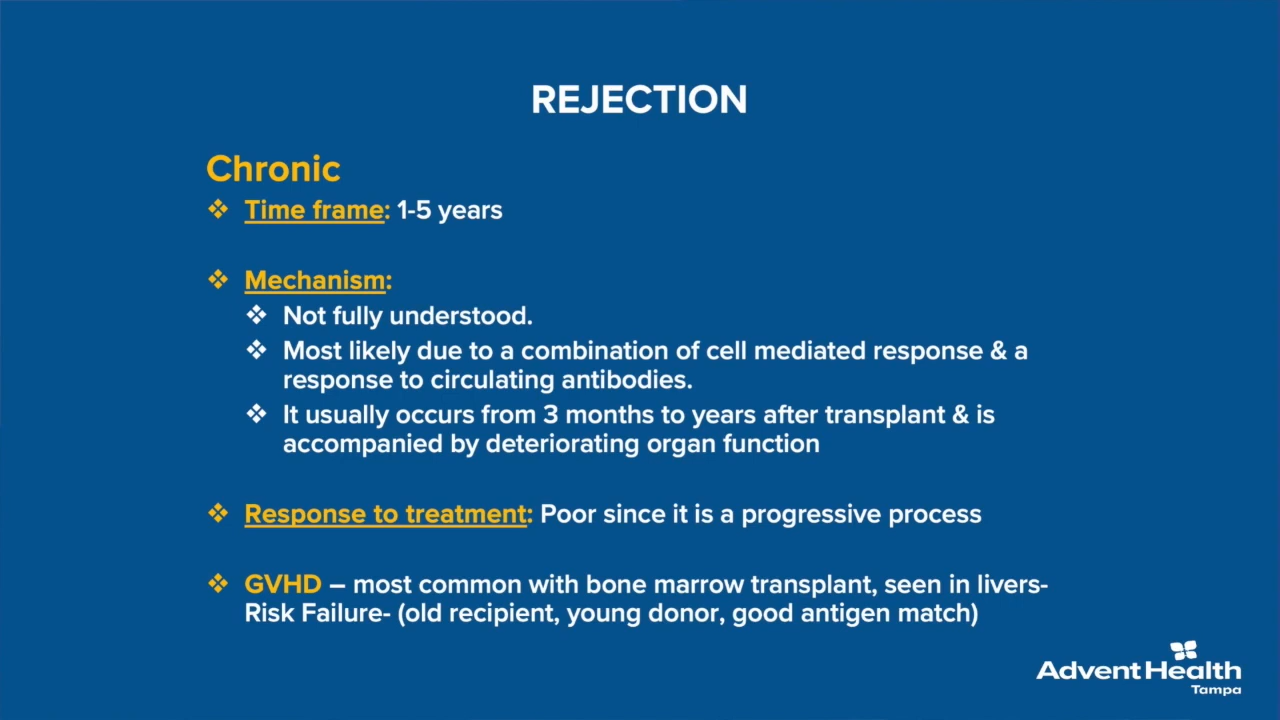 REJECTION
Chronic
❖ Time frame: 1-5 years
❖ Mechanism:
❖ Not fully understood.
❖ Most likely due to a combination of cell mediated response & a
response to circulating antibodies.
❖ It usually occurs from 3 months to years after transplant & is
accompanied by deteriorating organ function
❖ Response to treatment: Poor since it is a progressive process
❖ GVHD – most common with bone marrow transplant, seen in livers-
Risk Failure- (old recipient, young donor, good antigen match)
AdventHealth
Tampa